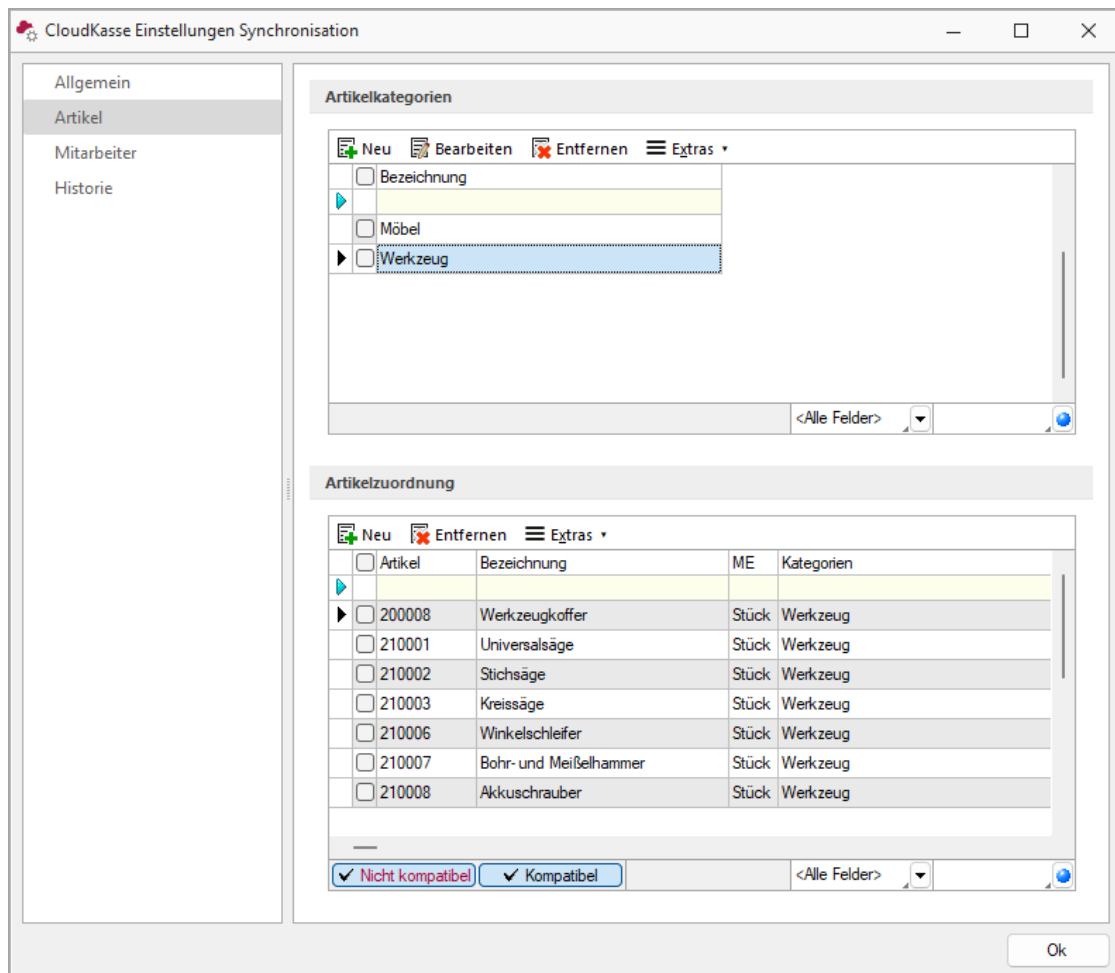 CloudKasse Einstellungen Synchronisation
Allgemein
Artikel
Mitarbeiter
Historie
Artikelkategorien
Neu Bearbeiten Entfernen Extras
Bezeichnung
Möbel
Werkzeug
<Alle Felder>
Artikelzuordnung
Neu Entfernen Extras
Artikel Bezeichnung ME Kategorien
200008 Werkzeugkoffer Stück Werkzeug
210001 Universalsäge Stück Werkzeug
210002 Stichsäge Stück Werkzeug
210003 Kreissäge Stück Werkzeug
210006 Winkelschleifer Stück Werkzeug
210007 Bohr- und Meißelhammer Stück Werkzeug
210008 Akkuschrauber Stück Werkzeug
Nicht kompatibel Kompatibel <Alle Felder>
Ok